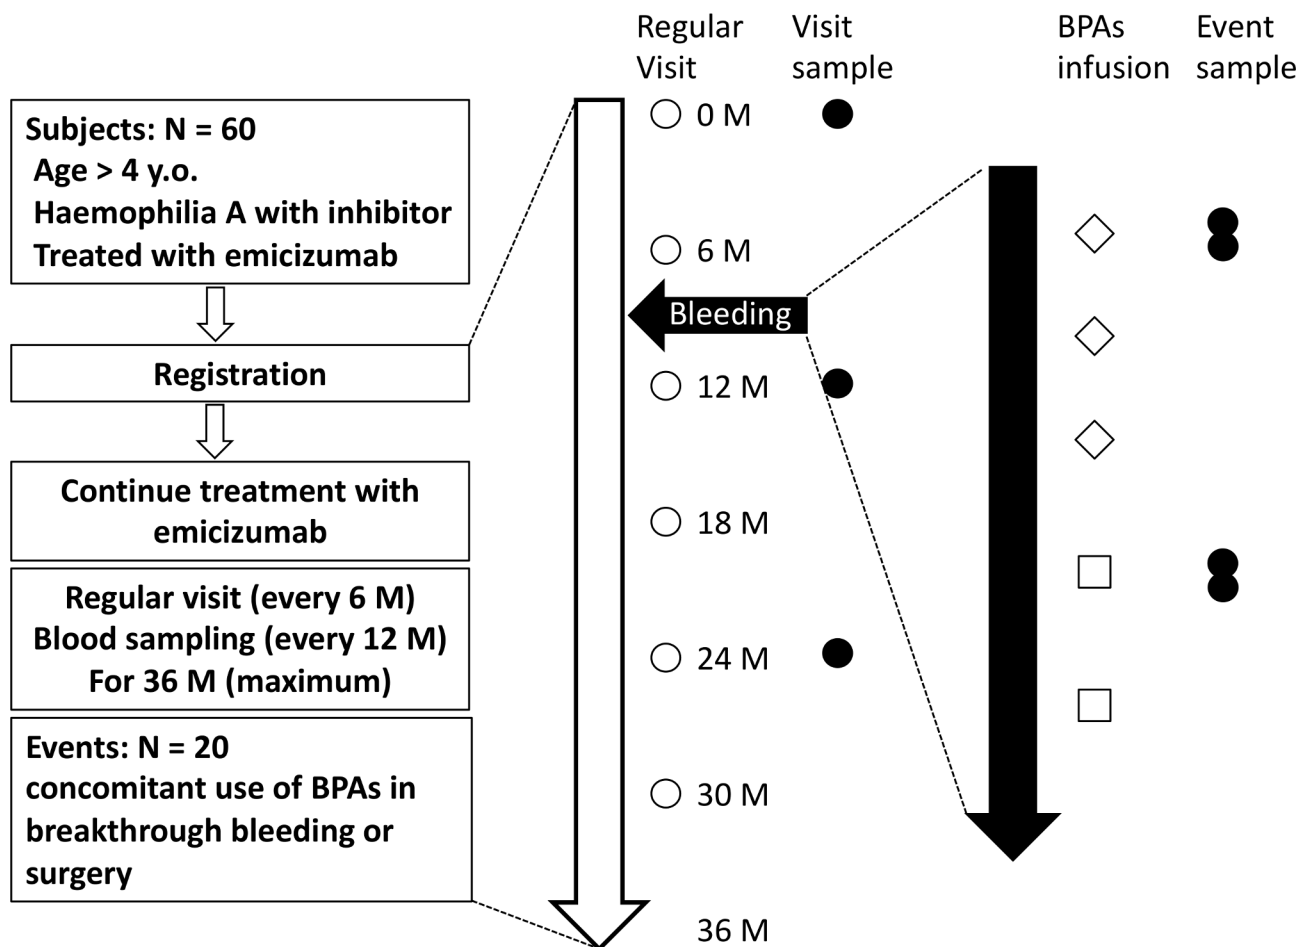 Subjects: N = 60
Age > 4 y.o.
Haemophilia A with inhibitor
Treated with emicizumab
Registration
Continue treatment with
emicizumab
Regular visit (every 6 M)
Blood sampling (every 12 M)
For 36 M (maximum)
Events: N = 20
concomitant use of BPAs in
breakthrough bleeding or
surgery
Regular
Visit
Visit
sample
0 M
6 M
Bleeding
12 M
18 M
24 M
30 M
36 M
BPAs
infusion
Event
sample